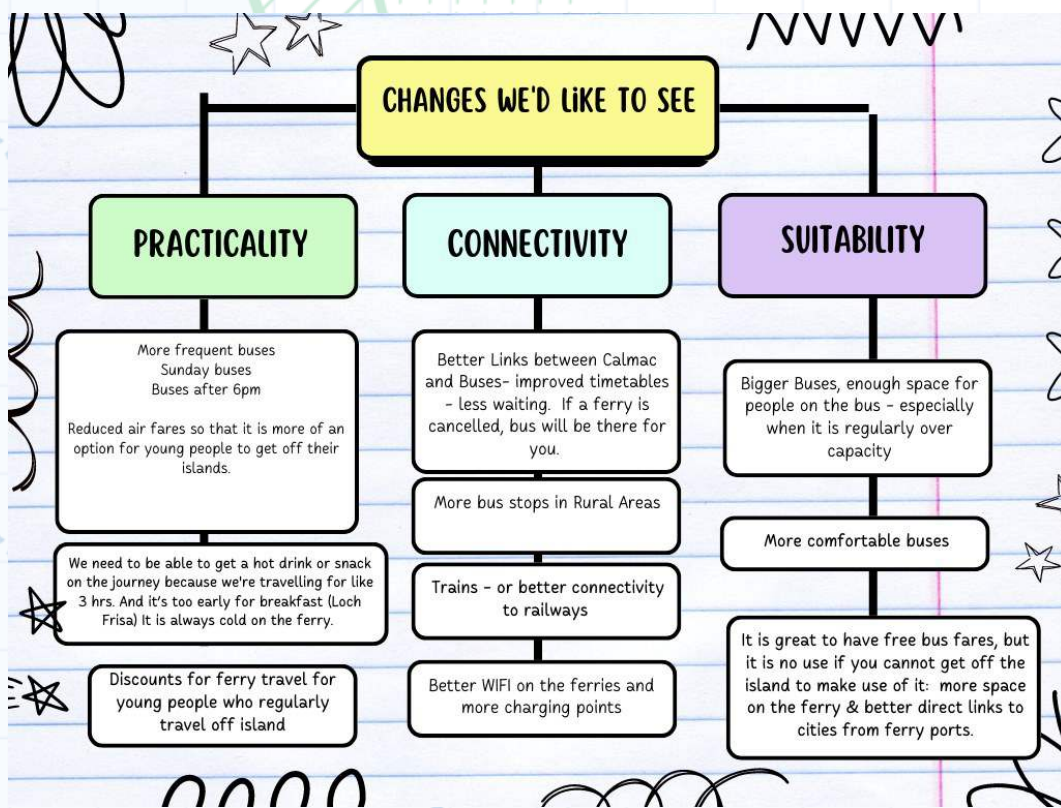 CHANGES WE'D LiKE TO SEE
PRACTICALITY
More frequent buses
Sunday buses
Buses after 6pm
Reduced air fares so that it is more of an
option for young people to get off their
islands.
We need to be able to get a hot drink or snack
on the journey because we're travelling for like
3 hrs. And it's too early for breakfast (Loch
Frisa) It is always cold on the ferry.
Discounts for ferry travel for
young people who regularly
travel off island
CONNECTIVITY
Better Links between Calmac
and Buses- improved timetables
- less waiting. If a ferry is
cancelled, bus will be there for
you.
More bus stops in Rural Areas
Trains - or better connectivity
to railways
Better WIFI on the ferries and
more charging points
SUITABILITY
Bigger Buses, enough space for
people on the bus - especially
when it is regularly over
capacity
More comfortable buses
It is great to have free bus fares, but
it is no use if you cannot get off the
island to make use of it: more space
on the ferry & better direct links to
cities from ferry ports.